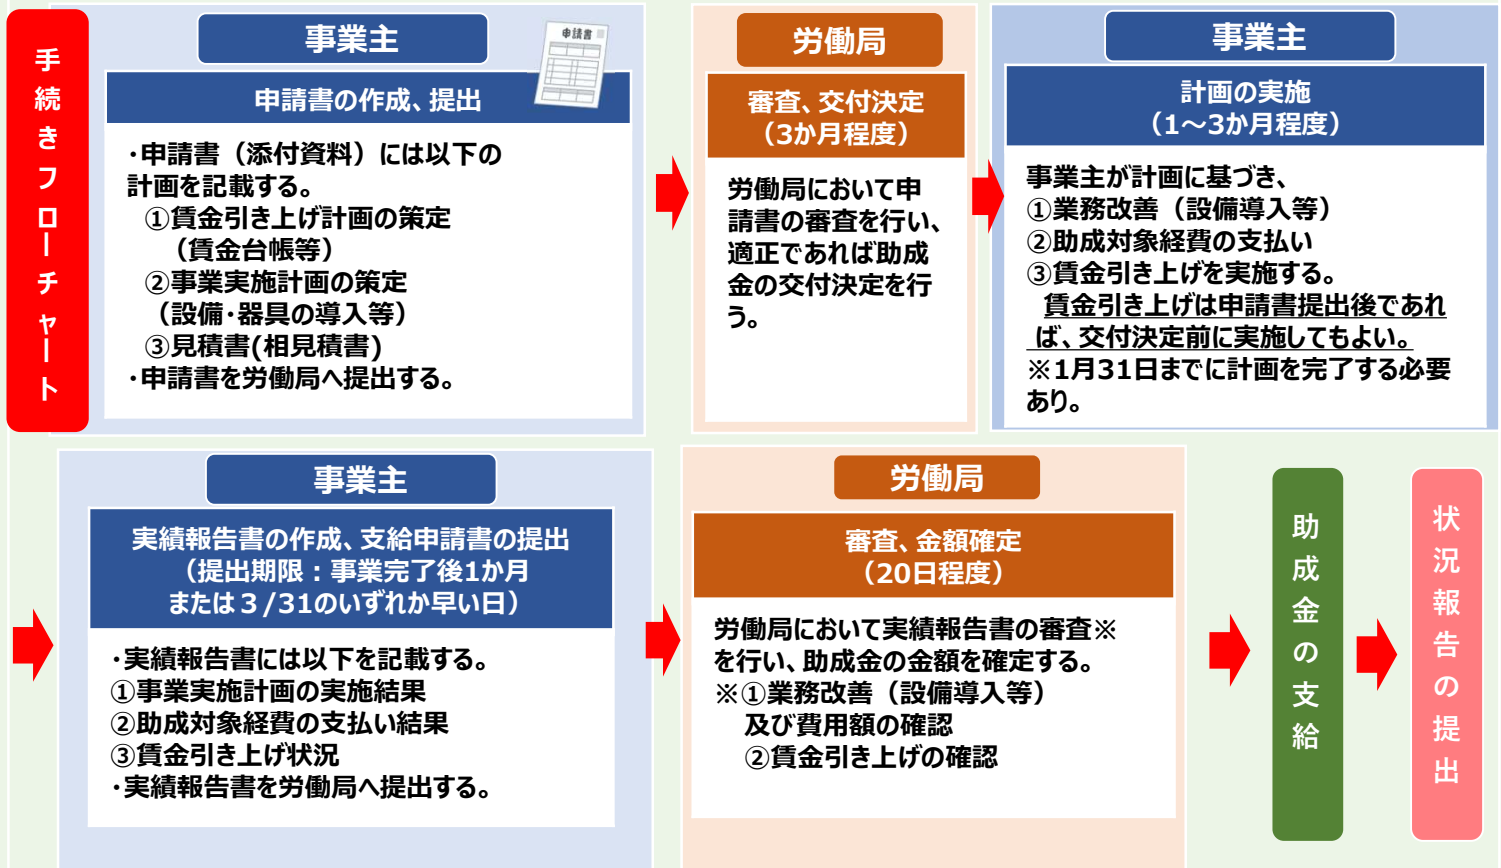 手続きフローチャート
事業主
申請書
申請書の作成、提出
・申請書（添付資料）には以下の
計画を記載する。
①賃金引き上げ計画の策定
（賃金台帳等）
②事業実施計画の策定
（設備・器具の導入等）
③見積書(相見積書)
・申請書を労働局へ提出する。
労働局
審査、交付決定
（3か月程度）
労働局において申
請書の審査を行い、
適正であれば助成
金の交付決定を行
う。
事業主
計画の実施
（1～3か月程度）
事業主が計画に基づき、
①業務改善（設備導入等）
②助成対象経費の支払い
③賃金引き上げを実施する。
賃金引き上げは申請書提出後であれ
ば、交付決定前に実施してもよい。
※1月31日までに計画を完了する必要
あり。
事業主
実績報告書の作成、支給申請書の提出
（提出期限：事業完了後1か月
または３/31のいずれか早い日）
・実績報告書には以下を記載する。
①事業実施計画の実施結果
②助成対象経費の支払い結果
③賃金引き上げ状況
・実績報告書を労働局へ提出する。
労働局
審査、金額確定
（20日程度）
労働局において実績報告書の審査※
を行い、助成金の金額を確定する。
※①業務改善（設備導入等）
及び費用額の確認
②賃金引き上げの確認
助成金の支給
状況報告の提出